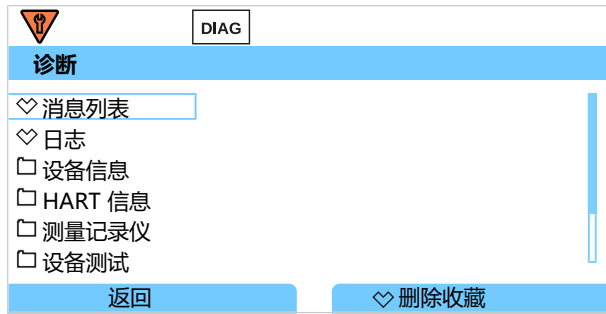 DIAG
诊断
消息列表
日志
设备信息
HART 信息
测量记录仪
设备测试
返回
删除收藏